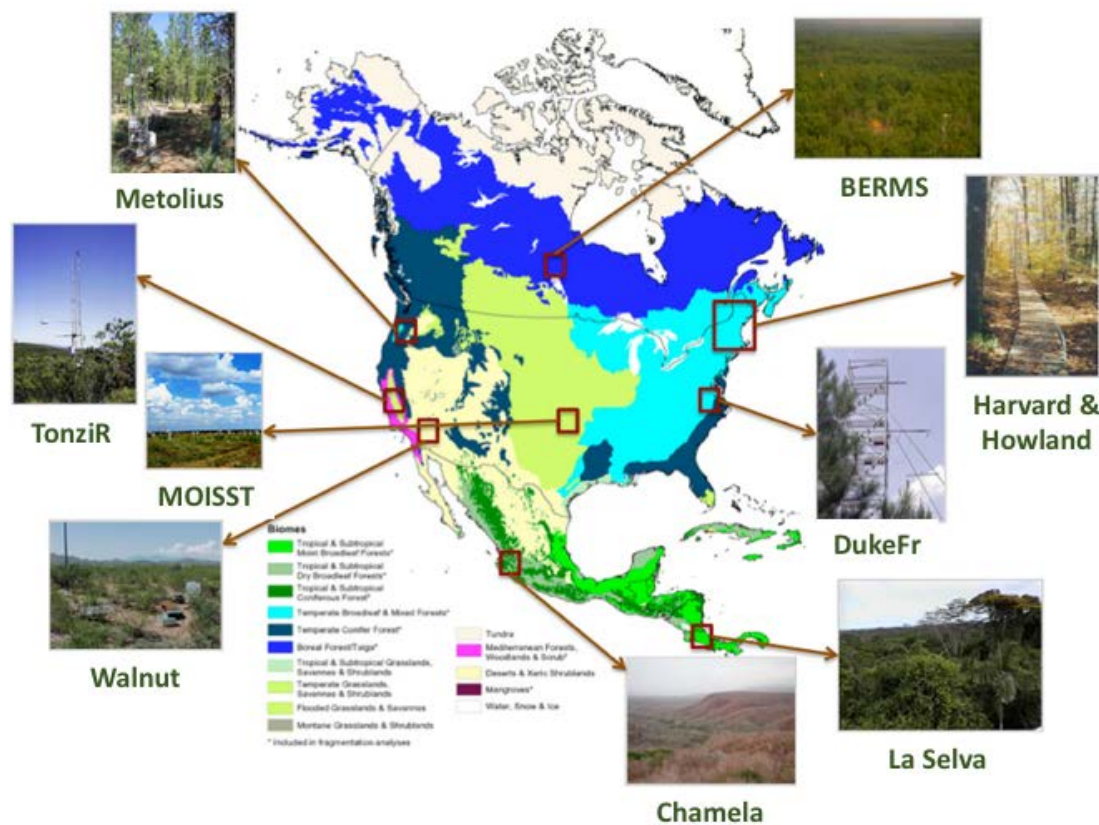 Metolius
BERMS
TonziR
MOISST
Harvard &
Howland
DukeFr
Walnut
La Selva
Chamela
Biomes
Tropical & Subtropical
Moist Broadleaf Forests*
Tropical & Subtropical
Dry Broadleaf Forests*
Tropical & Subtropical
Coniferous Forest*
Temperate Broadleaf & Mixed Forests*
Temperate Conifer Forest*
Boreal Forest/Taiga*
Tropical & Subtropical Grasslands,
Savannas & Shrublands
Temperate Grasslands,
Savannas & Shrublands
Flooded Grasslands & Savannas
Montane Grasslands & Shrublands
Tundra
Mediterranean Forests,
Woodlands & Scrub*
Deserts & Xeric Shrublands
Mangroves*
Water, Snow & Ice
* Included in fragmentation analyses